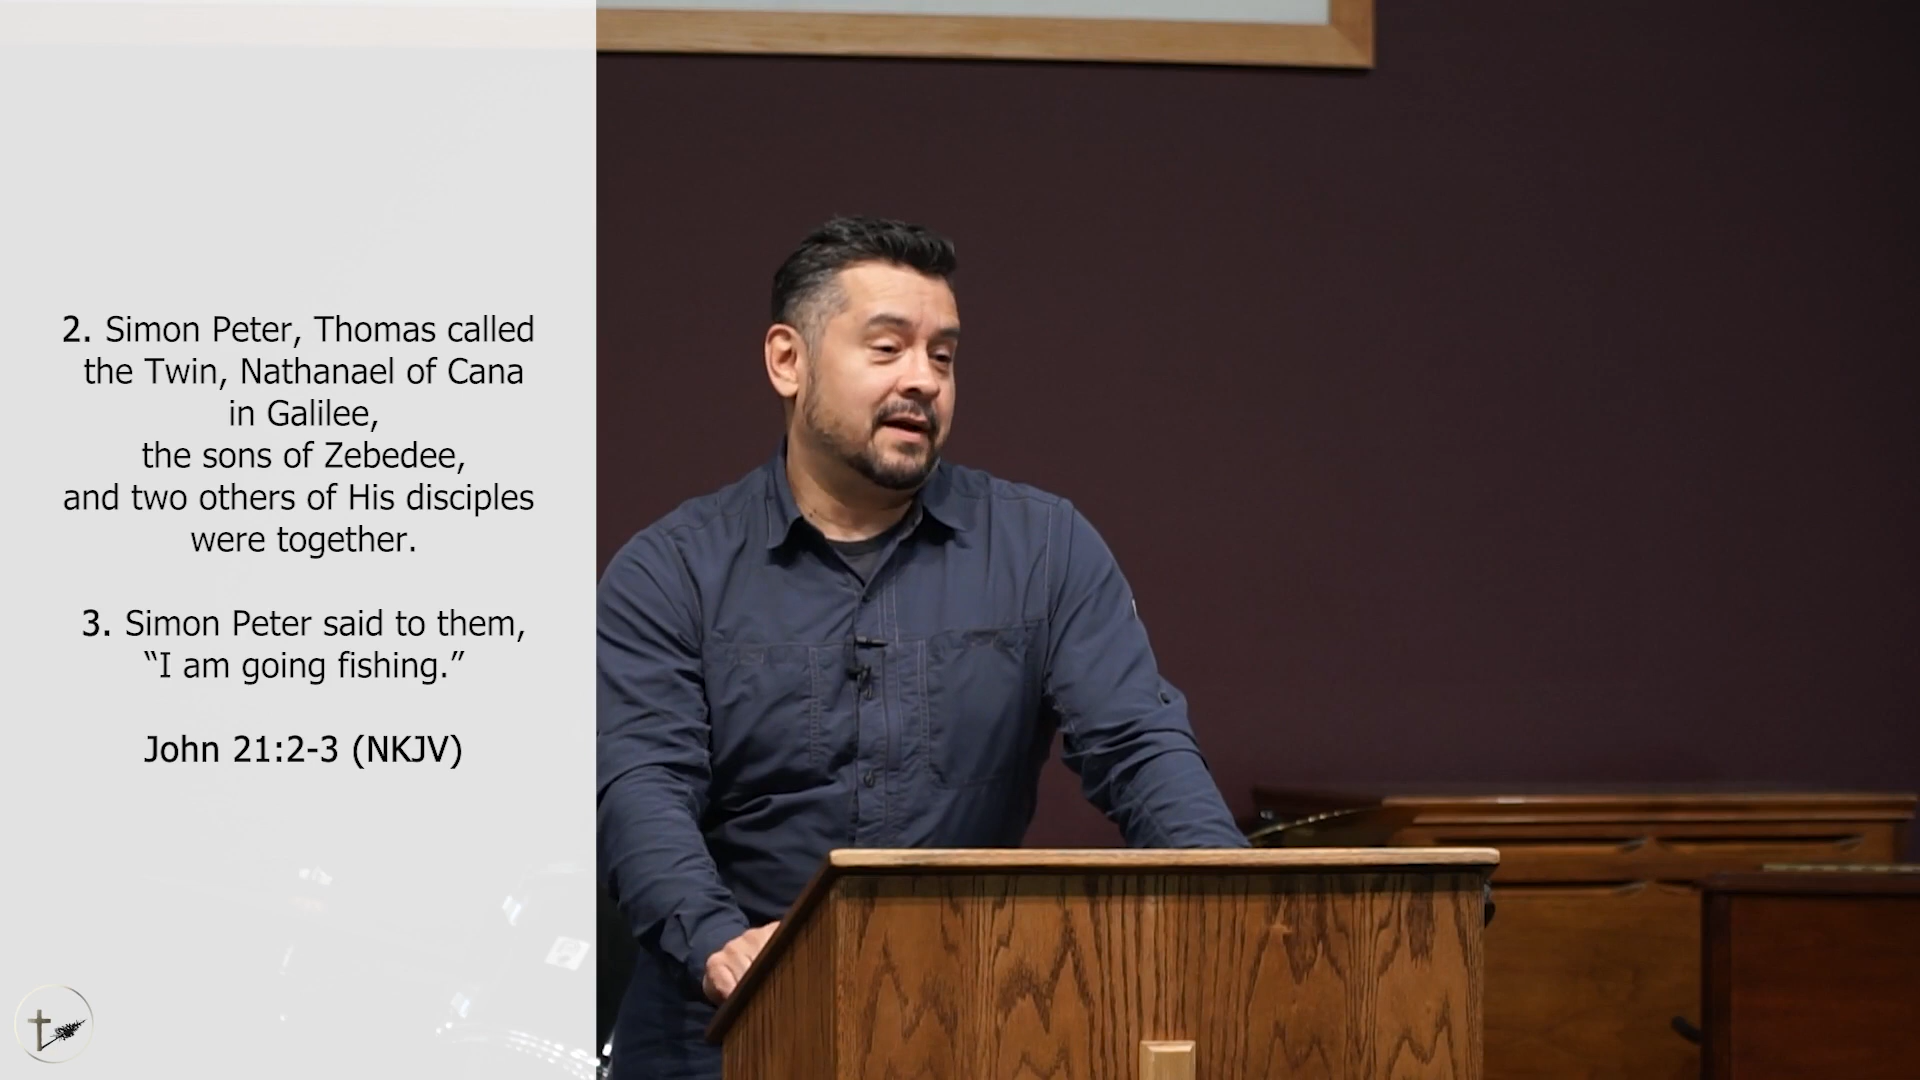 2. Simon Peter, Thomas called
the Twin, Nathanael of Cana
in Galilee,
the sons of Zebedee,
and two others of His disciples
were together.
3. Simon Peter said to them,
“I am going fishing.”
John 21:2-3 (NKJV)